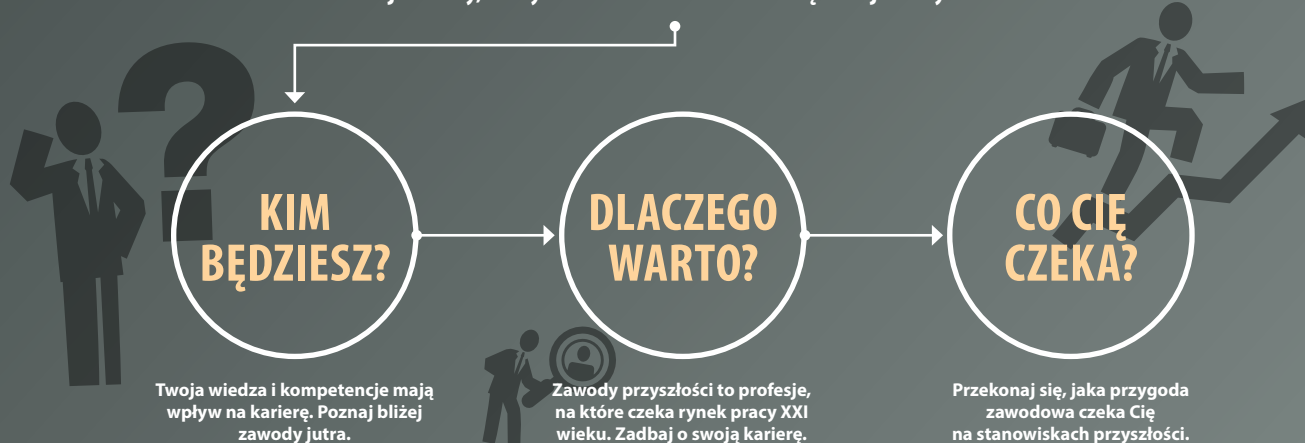 KIM
BĘDZIESZ?
DLACZEGO
WARTO?
CO CIĘ
CZEKA?
Twoja wiedza i kompetencje mają
wpływ na karierę. Poznaj bliżej
zawody jutra.
Zawody przyszłości to profesje,
na które czeka rynek pracy XXI
wieku. Zadbaj o swoją karierę.
Przekonaj się, jaka przygoda
zawodowa czeka Cię
na stanowiskach przyszłości.